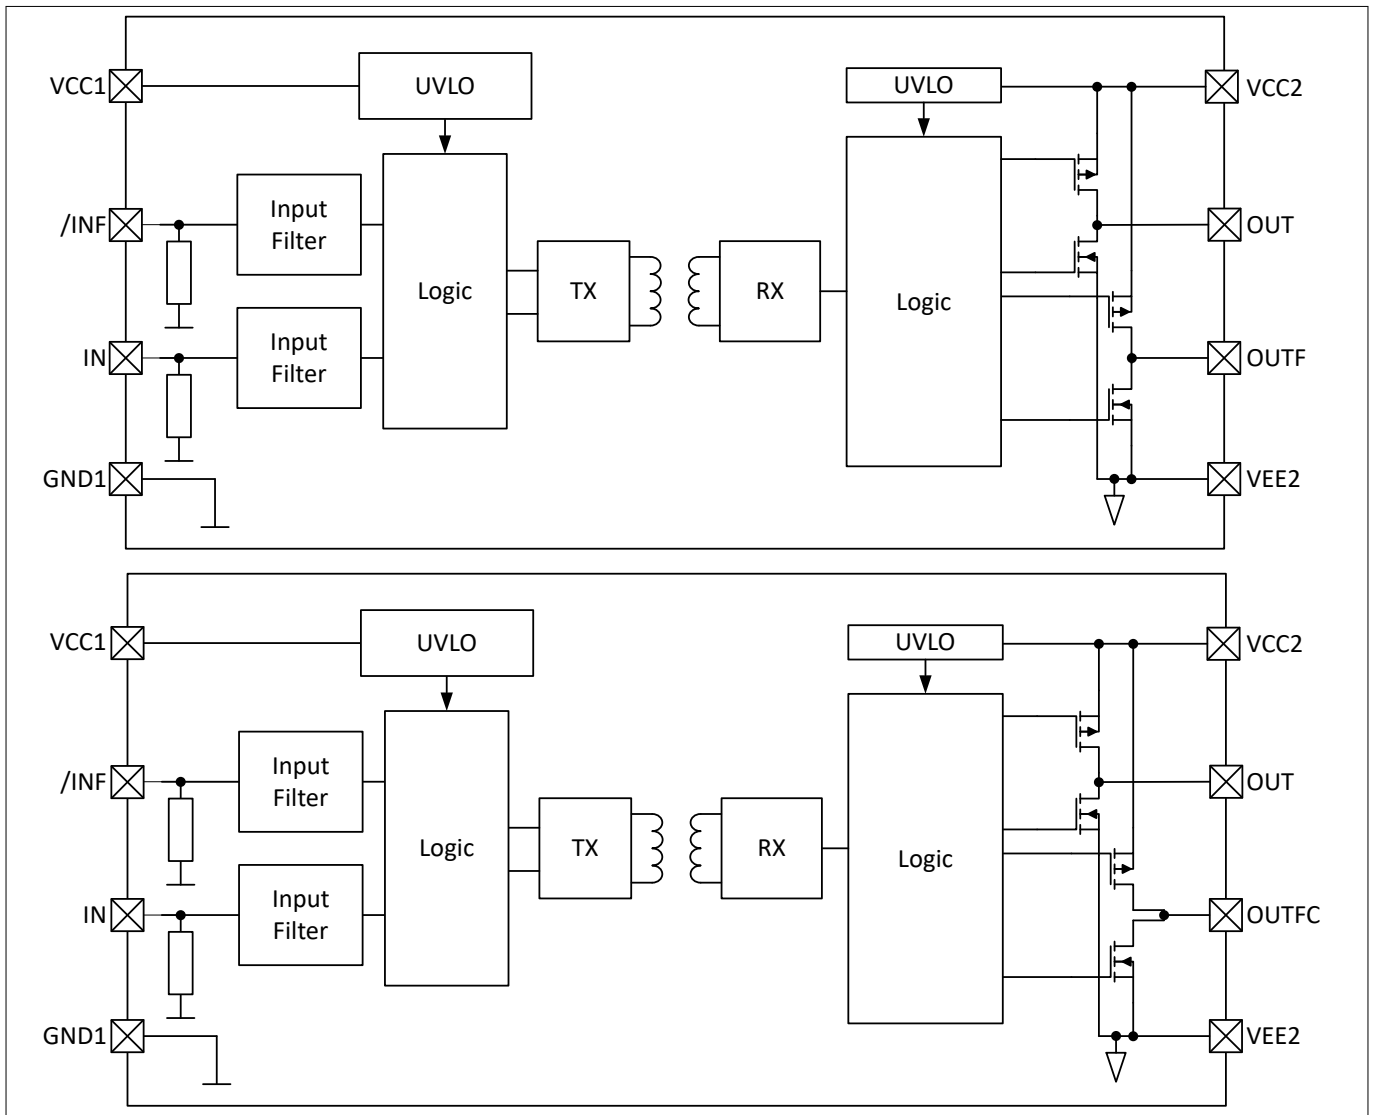 VCC1
UVLO
UVLO
VCC2
/INF
Input
Filter
OUT
Logic
TX
RX
Logic
IN
Input
Filter
OUTF
GND1
VEE2
VCC1
UVLO
UVLO
VCC2
/INF
Input
Filter
OUT
Logic
TX
RX
Logic
IN
Input
Filter
OUTFC
GND1
VEE2